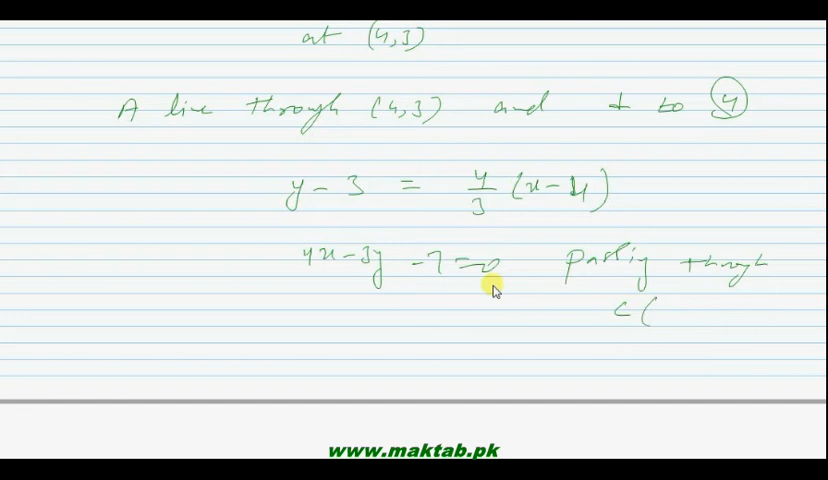 at (4,3)
A line through (4,3) and ⊥ to 4
y - 3 = 4/3 (x - 4)
4x - 3y - 7 = 0 Passing through
C (
www.maktab.pk